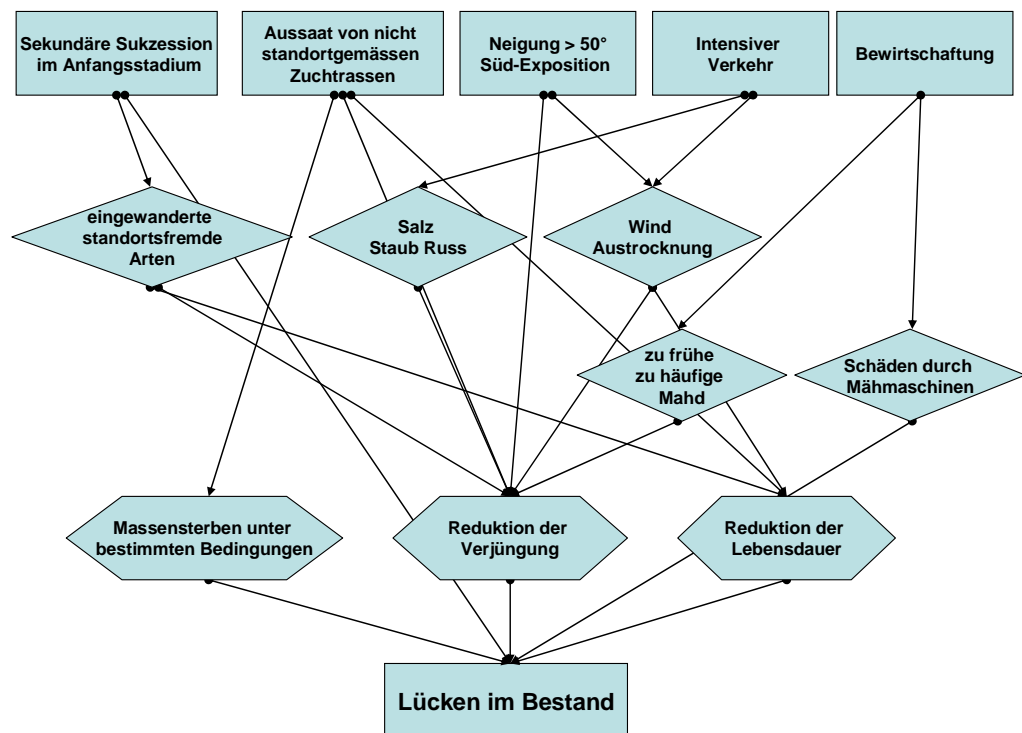 Sekundäre Sukzession
im Anfangsstadium
Aussaat von nicht
standortgemässen
Zuchtrassen
Neigung > 50°
Süd-Exposition
Intensiver
Verkehr
Bewirtschaftung
eingewanderte
standortsfremde
Arten
Salz
Staub Russ
Wind
Austrocknung
zu frühe
zu häufige
Mahd
Schäden durch
Mähmaschinen
Massensterben unter
bestimmten Bedingungen
Reduktion der
Verjüngung
Reduktion der
Lebensdauer
Lücken im Bestand